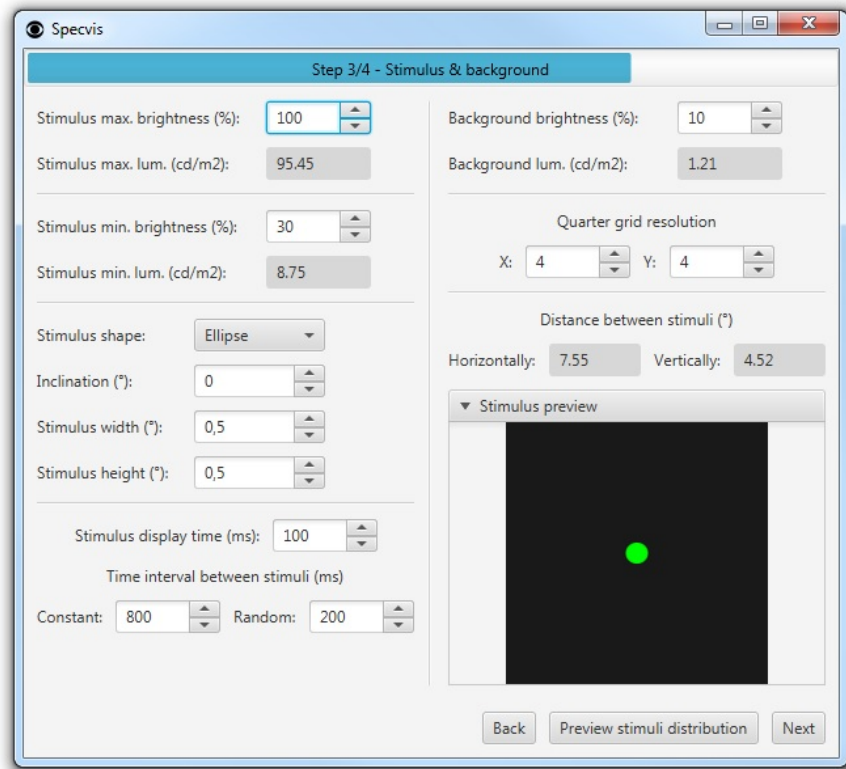 Specvis
Step 3/4 - Stimulus & background
Stimulus max. brightness (%): 100
Stimulus max. lum. (cd/m2): 95.45
Stimulus min. brightness (%): 30
Stimulus min. lum. (cd/m2): 8.75
Stimulus shape: Ellipse
Inclination (°): 0
Stimulus width (°): 0,5
Stimulus height (°): 0,5
Stimulus display time (ms): 100
Time interval between stimuli (ms)
Constant: 800 Random: 200
Background brightness (%): 10
Background lum. (cd/m2): 1.21
Quarter grid resolution
X: 4 Y: 4
Distance between stimuli (°)
Horizontally: 7.55 Vertically: 4.52
Stimulus preview
Back Preview stimuli distribution Next